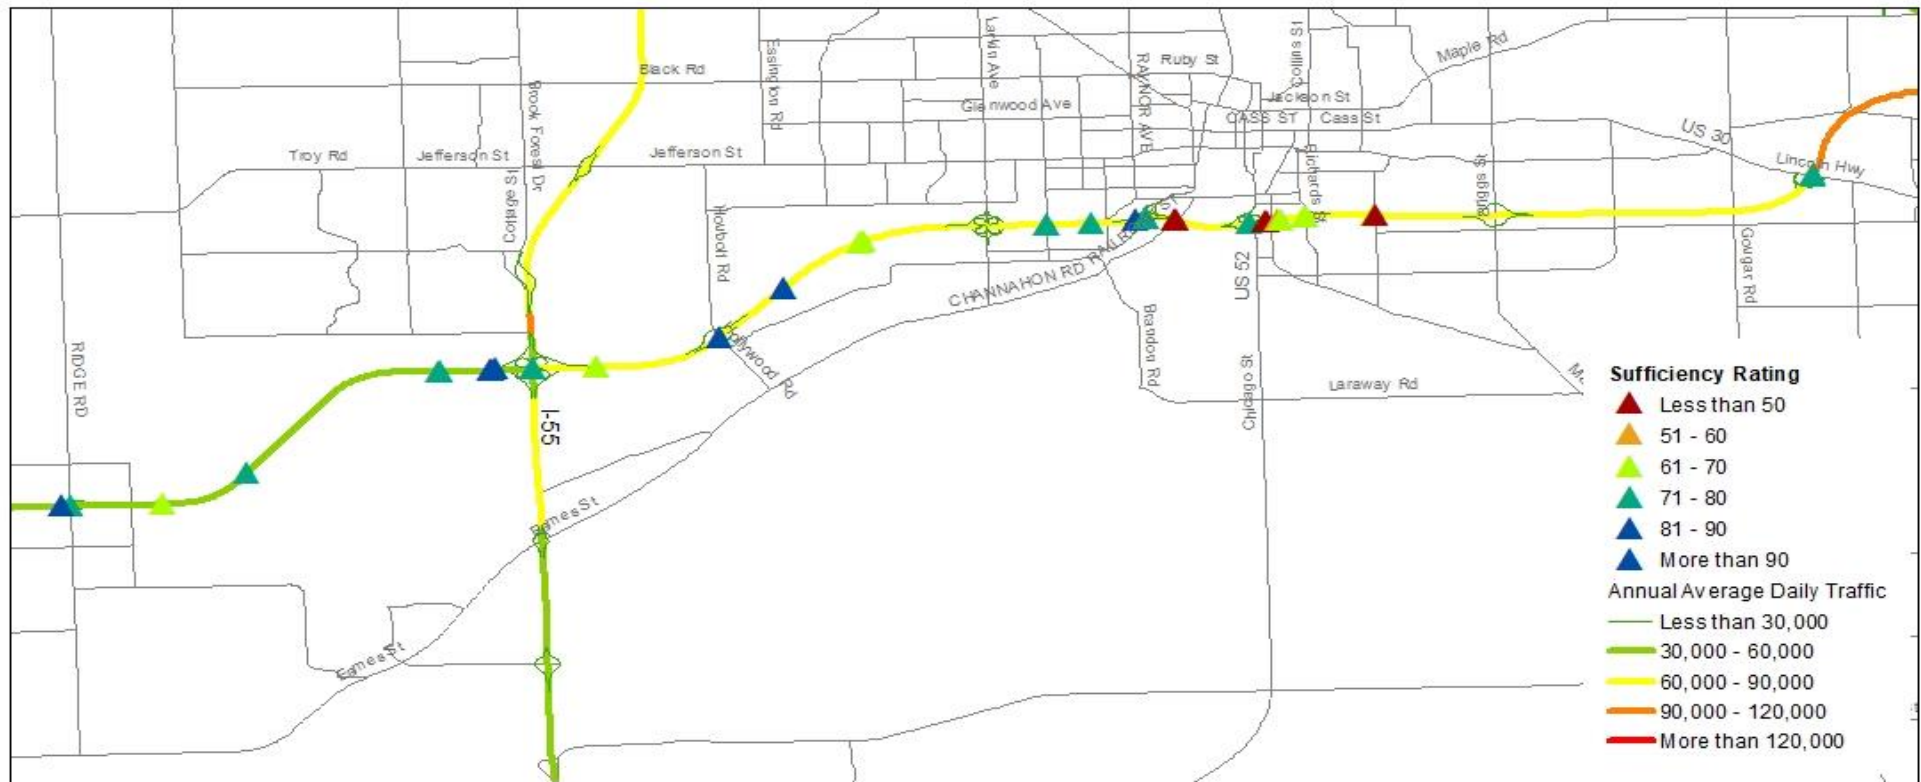 Larkin Ave
Collins St
Maple Rd
Essington Rd
Black Rd
RAYNOR AVE
Ruby St
Brook Forest Dr
Glenwood Ave
Jackson St
CASS ST
Cass St
US 30
Troy Rd
Jefferson St
Jefferson St
Lincoln Hwy
Richards St
Briggs St
Cottage St
Houbolt Rd
ST
CHANNAHON RD
US 52
Gougar Rd
Hollywood Rd
Brandon Rd
RIDGE RD
Chicago St
Laraway Rd
I-55
Eames St
Eames St
Sufficiency Rating
Less than 50
51 - 60
61 - 70
71 - 80
81 - 90
More than 90
Annual Average Daily Traffic
Less than 30,000
30,000 - 60,000
60,000 - 90,000
90,000 - 120,000
More than 120,000